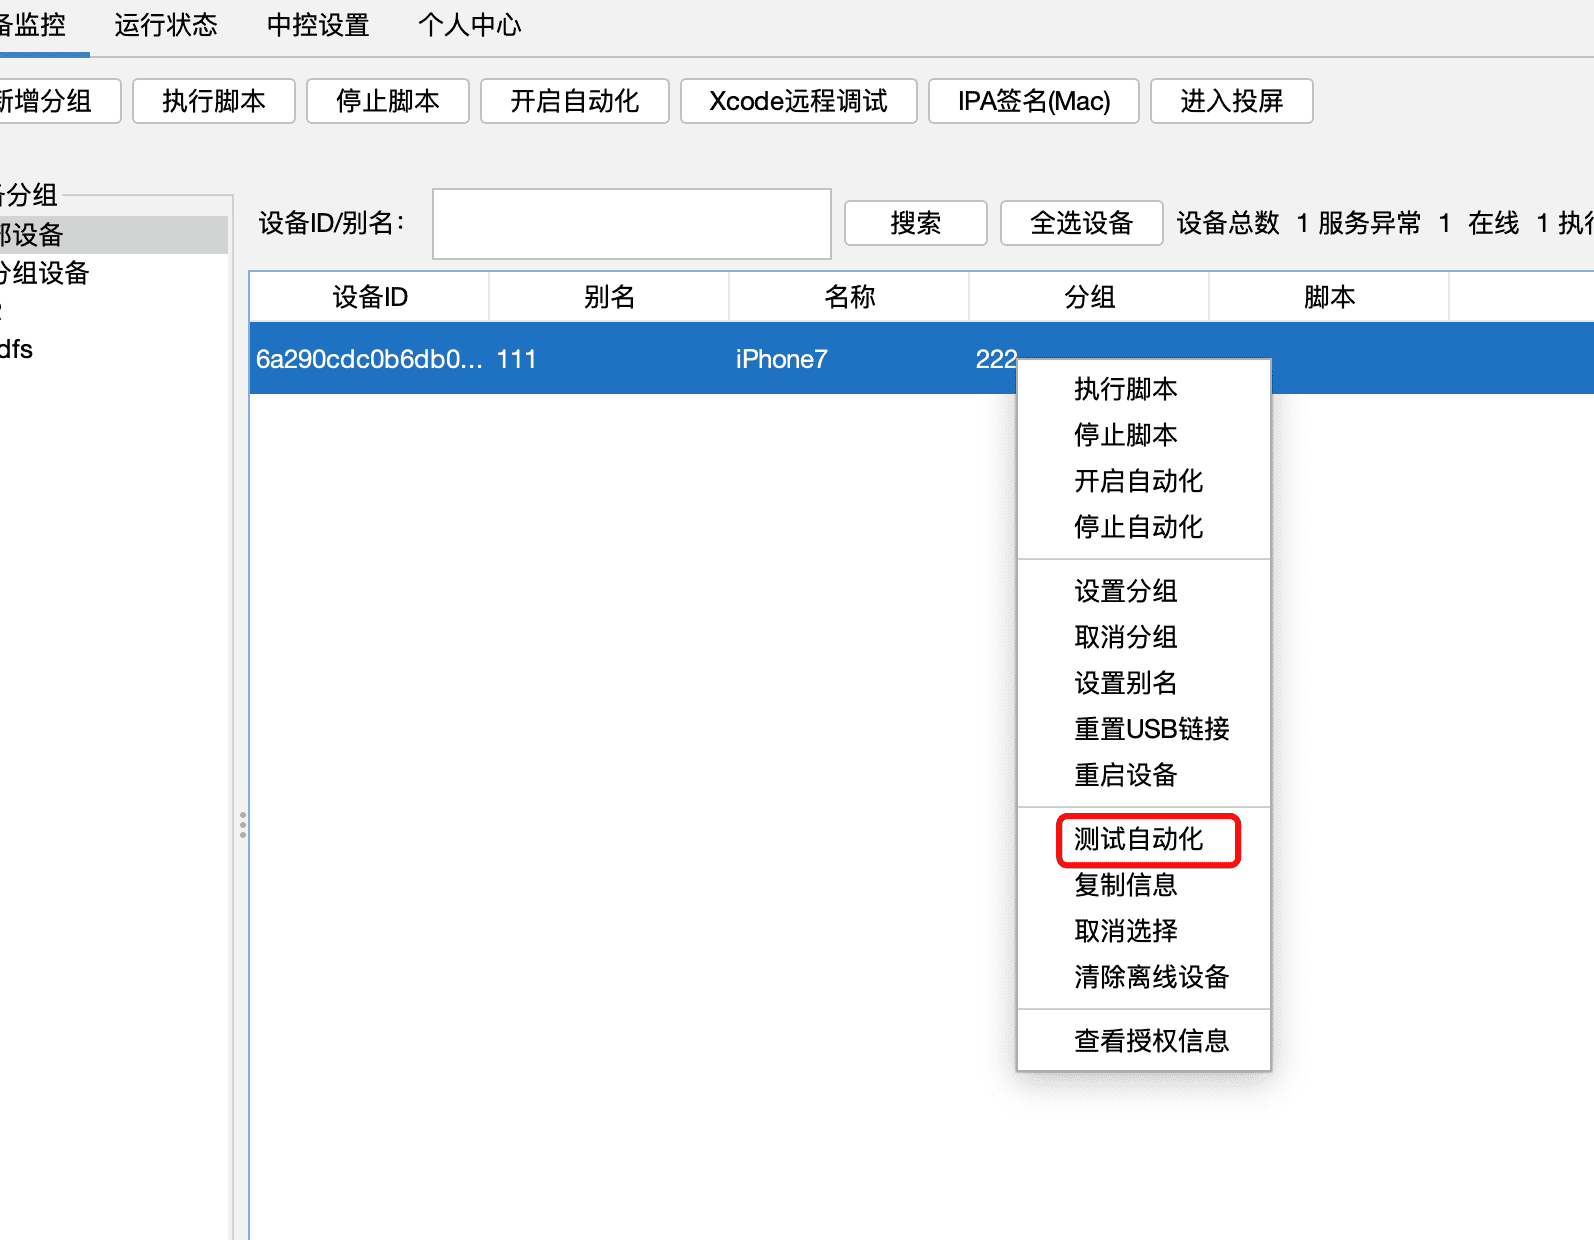 备监控 运行状态 中控设置 个人中心
新增分组 执行脚本 停止脚本 开启自动化 Xcode远程调试 IPA签名(Mac) 进入投屏
备分组
部设备
分组设备
dfs
设备ID/别名: 搜索 全选设备 设备总数 1 服务异常 1 在线 1 执行
设备ID 别名 名称 分组 脚本
6a290cdc0b6db0... 111 iPhone7 222
执行脚本
停止脚本
开启自动化
停止自动化
设置分组
取消分组
设置别名
重置USB链接
重启设备
测试自动化
复制信息
取消选择
清除离线设备
查看授权信息